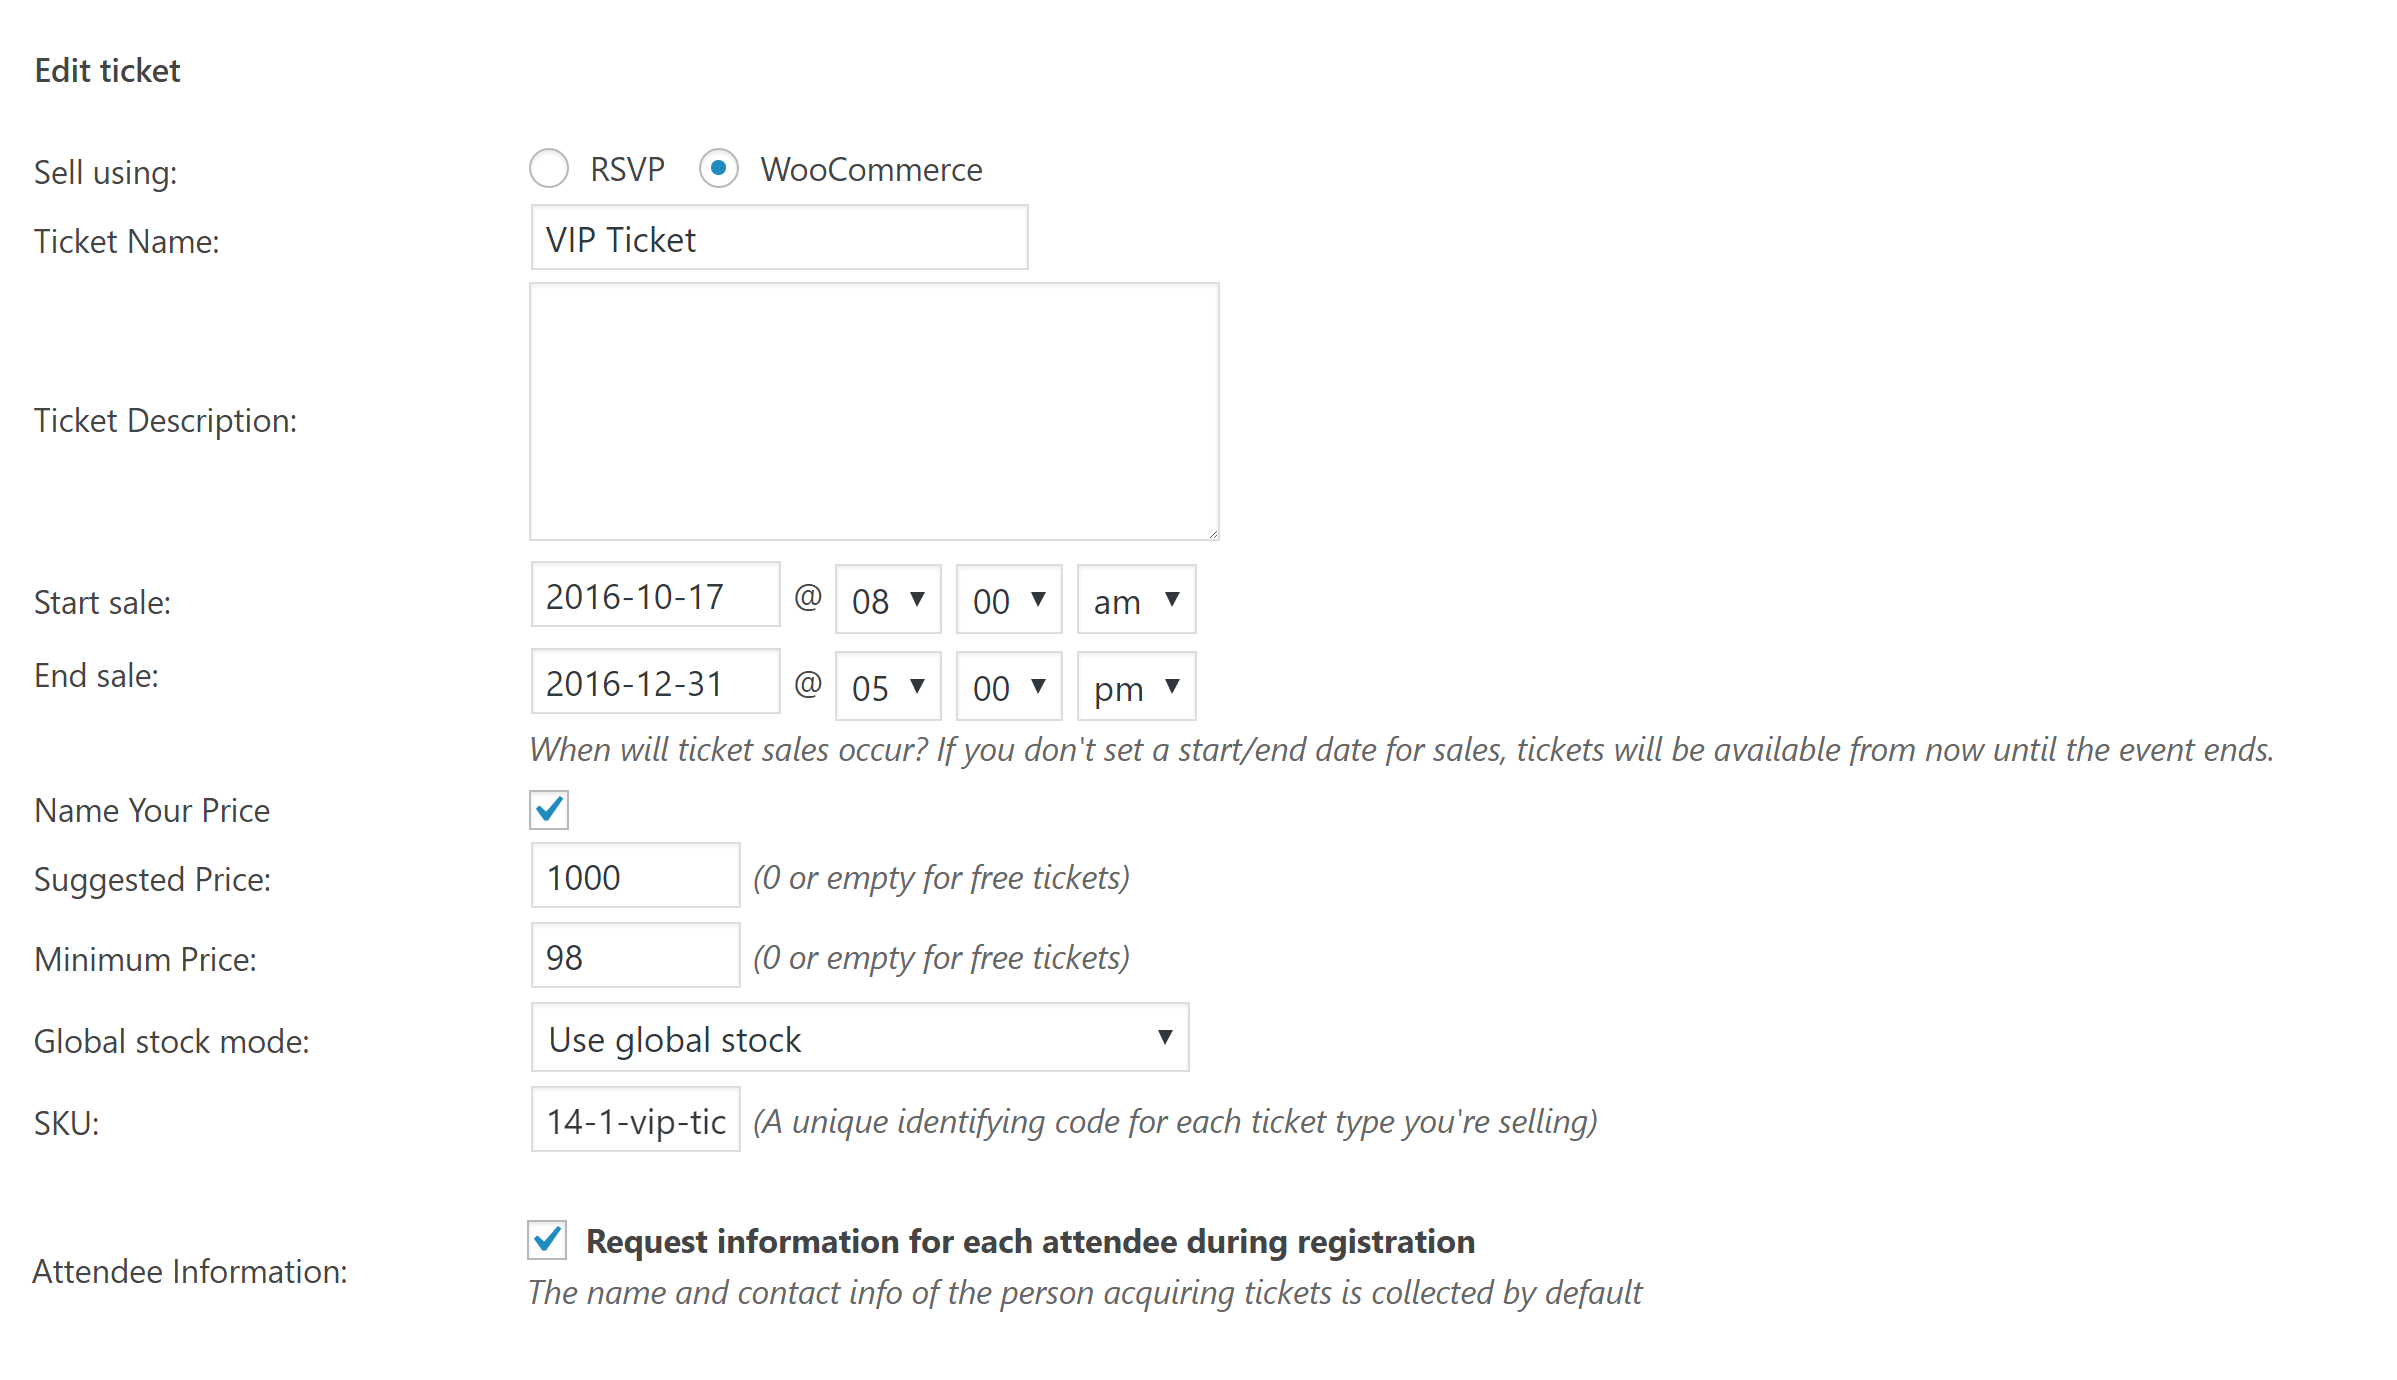 Edit ticket
Sell using: RSVP WooCommerce
Ticket Name: VIP Ticket
Ticket Description:
Start sale: 2016-10-17 @ 08 00 am
End sale: 2016-12-31 @ 05 00 pm
When will ticket sales occur? If you don't set a start/end date for sales, tickets will be available from now until the event ends.
Name Your Price
Suggested Price: 1000 (0 or empty for free tickets)
Minimum Price: 98 (0 or empty for free tickets)
Global stock mode: Use global stock
SKU: 14-1-vip-tic (A unique identifying code for each ticket type you're selling)
Request information for each attendee during registration
Attendee Information:
The name and contact info of the person acquiring tickets is collected by default